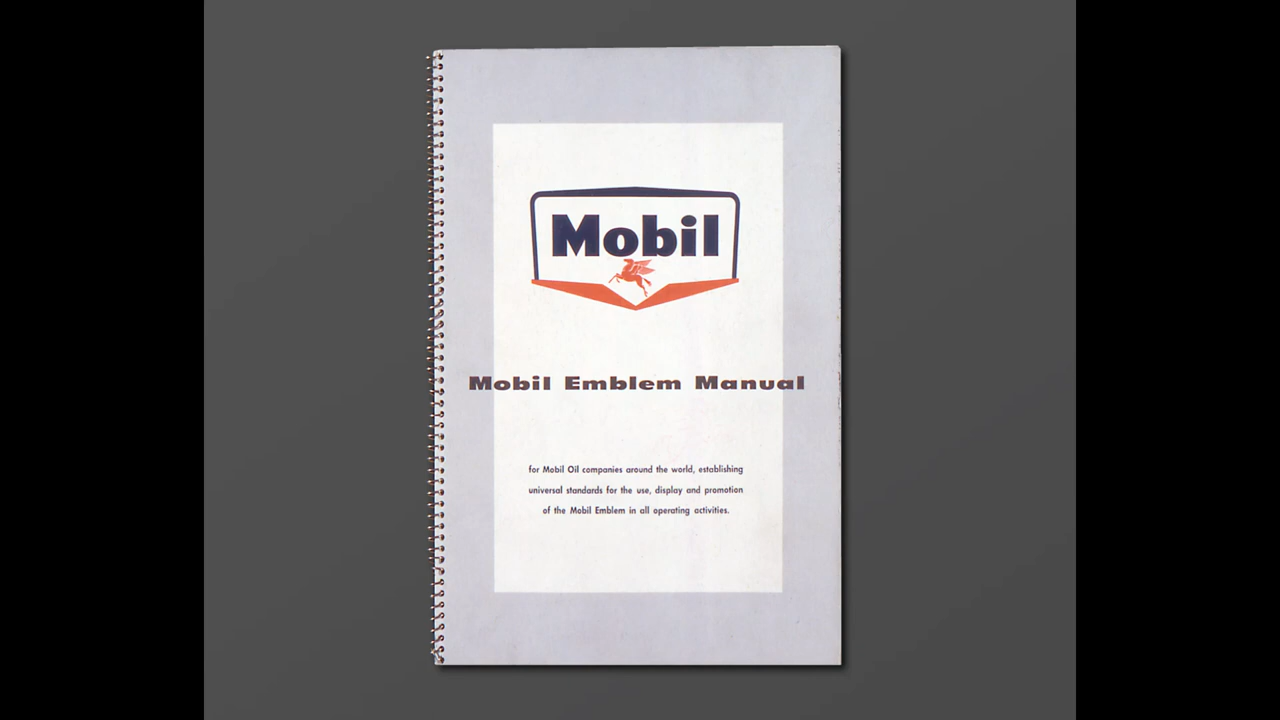 Mobil
Mobil Emblem Manual
for Mobil Oil companies around the world, establishing
universal standards for the use, display and promotion
of the Mobil Emblem in all operating activities.